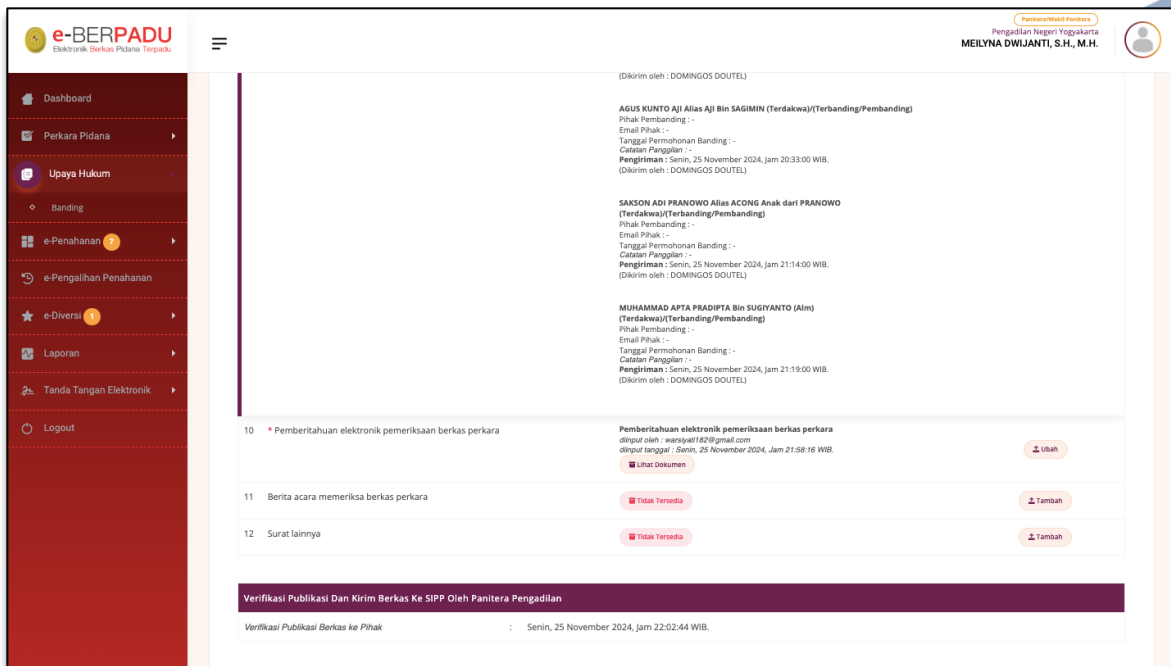 e-BERPADU
Elektronik Berkas Pidana Terpadu
Panitera/Wakil Panitera
Pengadilan Negeri Yogyakarta
MEILYNA DWIJANTI, S.H., M.H.
Dashboard
Perkara Pidana
Upaya Hukum
Banding
e-Penahanan 7
e-Pengalihan Penahanan
e-Diversi 1
Laporan
Tanda Tangan Elektronik
Logout
(Dikirim oleh : DOMINGOS DOUTEL)
AGUS KUNTO AJI Alias AJI Bin SAGIMIN (Terdakwa)/(Terbanding/Pembanding)
Pihak Pembanding : -
Email Pihak : -
Tanggal Permohonan Banding : -
Catatan Panggilan : -
Pengiriman : Senin, 25 November 2024, Jam 20:33:00 WIB.
(Dikirim oleh : DOMINGOS DOUTEL)
SAKSON ADI PRANOWO Alias ACONG Anak dari PRANOWO
(Terdakwa)/(Terbanding/Pembanding)
Pihak Pembanding : -
Email Pihak : -
Tanggal Permohonan Banding : -
Catatan Panggilan : -
Pengiriman : Senin, 25 November 2024, Jam 21:14:00 WIB.
(Dikirim oleh : DOMINGOS DOUTEL)
MUHAMMAD APTA PRADIPTA Bin SUGIYANTO (Alm)
(Terdakwa)/(Terbanding/Pembanding)
Pihak Pembanding : -
Email Pihak : -
Tanggal Permohonan Banding : -
Catatan Panggilan : -
Pengiriman : Senin, 25 November 2024, Jam 21:19:00 WIB.
(Dikirim oleh : DOMINGOS DOUTEL)
10 * Pemberitahuan elektronik pemeriksaan berkas perkara
Pemberitahuan elektronik pemeriksaan berkas perkara
diinput oleh : warsiyati182@gmail.com
diinput tanggal : Senin, 25 November 2024, Jam 21:58:16 WIB.
Lihat Dokumen
Ubah
11 Berita acara memeriksa berkas perkara
Tidak Tersedia
Tambah
12 Surat lainnya
Tidak Tersedia
Tambah
Verifikasi Publikasi Dan Kirim Berkas Ke SIPP Oleh Panitera Pengadilan
Verifikasi Publikasi Berkas ke Pihak : Senin, 25 November 2024, Jam 22:02:44 WIB.